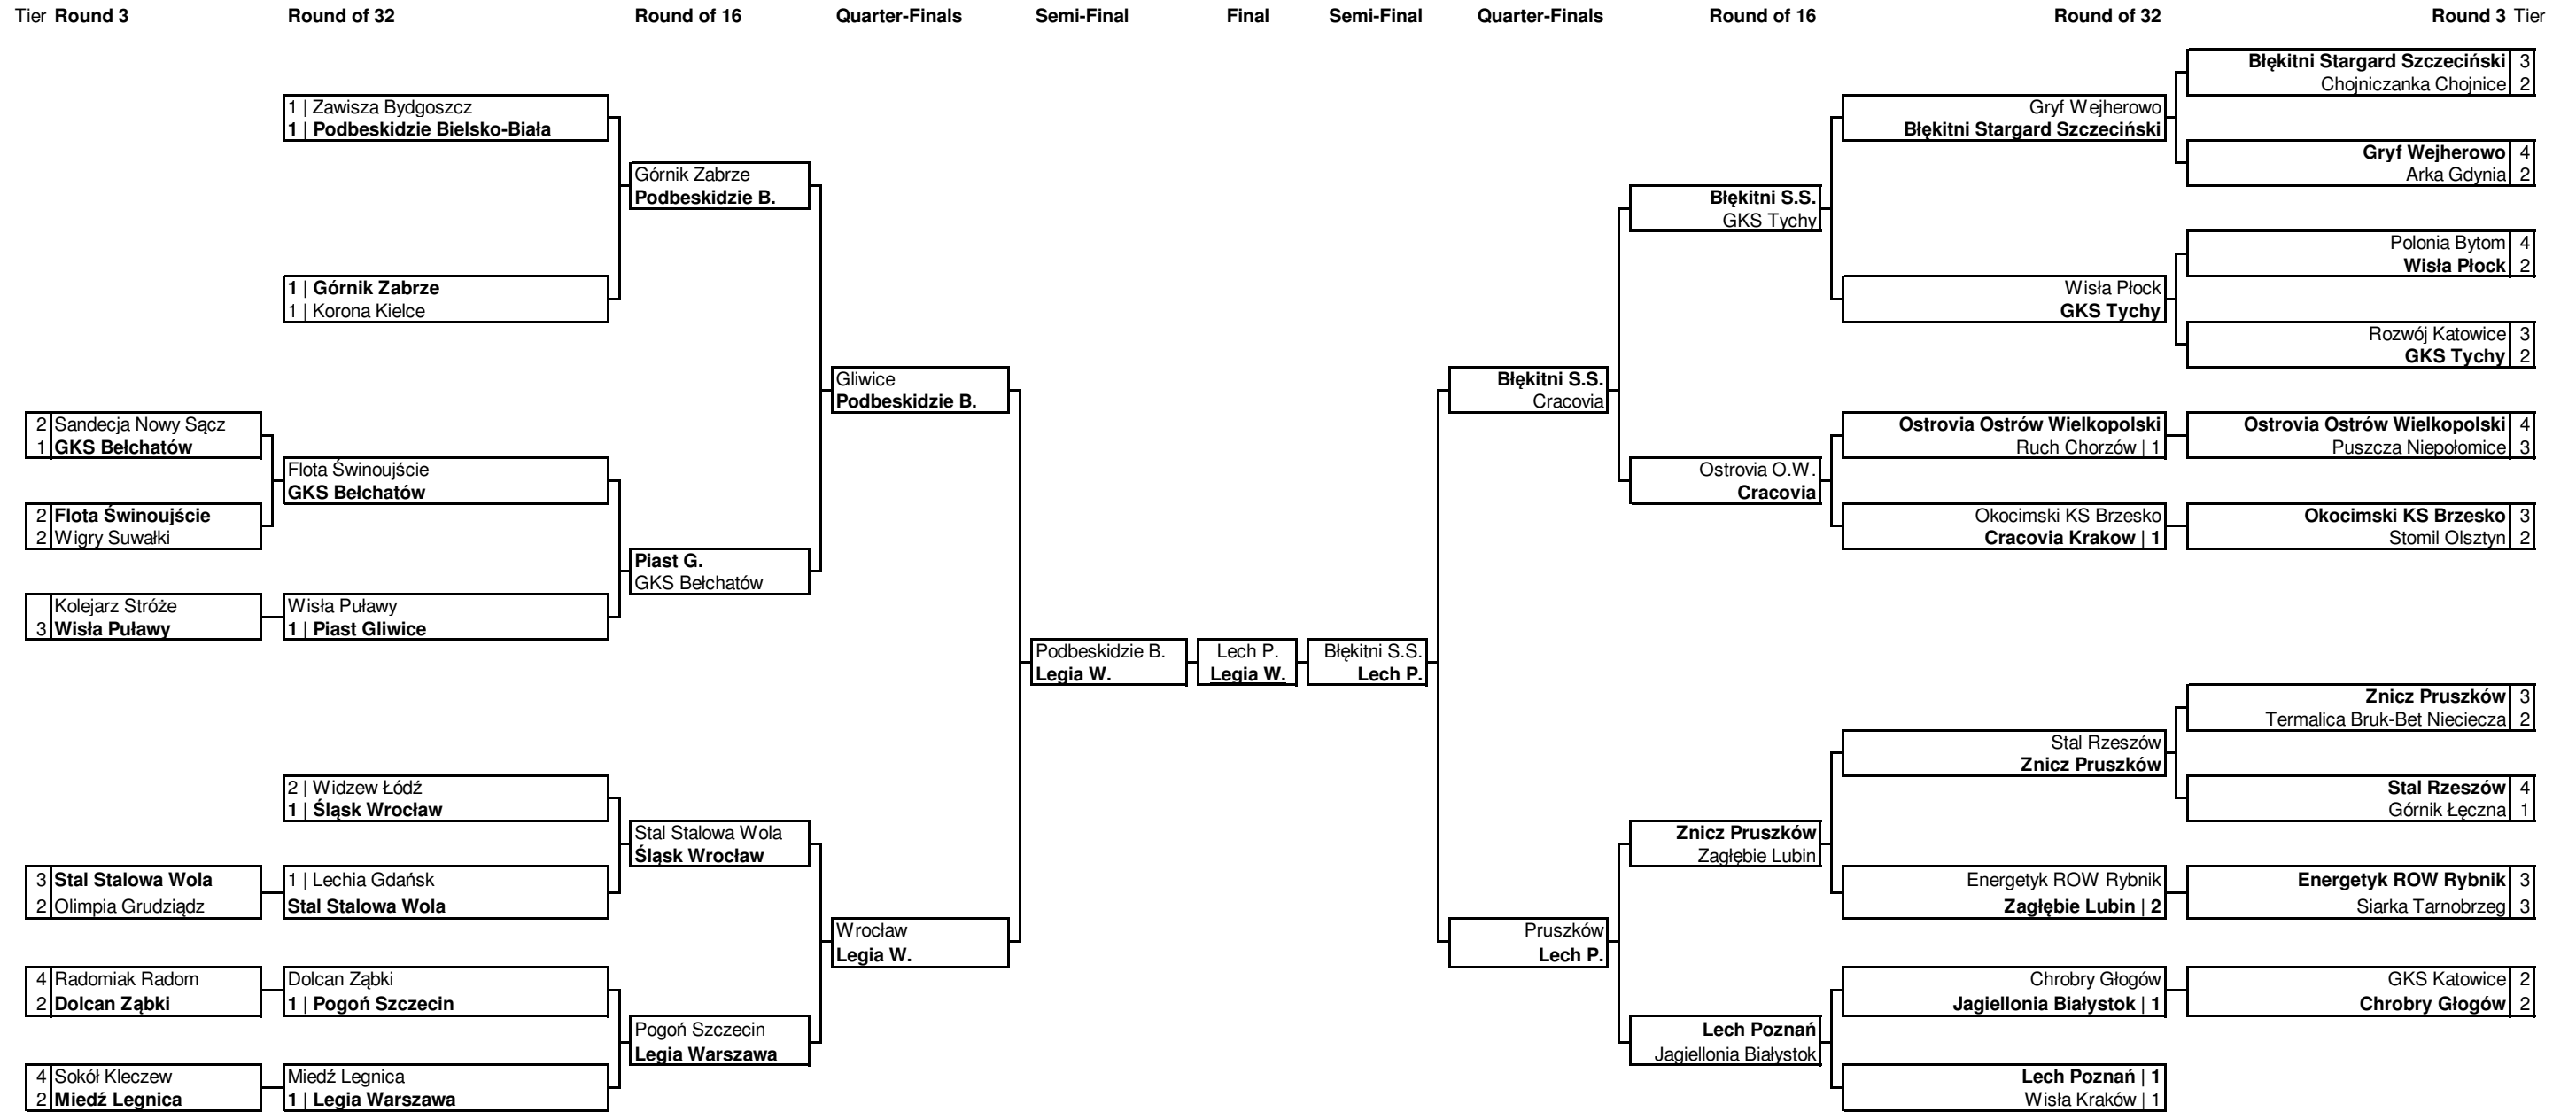 Tier Round 3 Round of 32 Round of 16 Quarter-Finals Semi-Final Final Semi-Final Quarter-Finals Round of 16 Round of 32 Round 3 Tier
2 Sandecja Nowy Sącz
1 GKS Bełchatów
2 Flota Świnoujście
2 Wigry Suwałki
Kolejarz Stróże
3 Wisła Puławy
3 Stal Stalowa Wola
2 Olimpia Grudziądz
4 Radomiak Radom
2 Dolcan Ząbki
4 Sokół Kleczew
2 Miedź Legnica
1 | Zawisza Bydgoszcz
1 | Podbeskidzie Bielsko-Biała
1 | Górnik Zabrze
1 | Korona Kielce
Flota Świnoujście
GKS Bełchatów
Wisła Puławy
1 | Piast Gliwice
2 | Widzew Łódź
1 | Śląsk Wrocław
1 | Lechia Gdańsk
Stal Stalowa Wola
Dolcan Ząbki
1 | Pogoń Szczecin
Miedź Legnica
1 | Legia Warszawa
Górnik Zabrze
Podbeskidzie B.
Piast G.
GKS Bełchatów
Stal Stalowa Wola
Śląsk Wrocław
Pogoń Szczecin
Legia Warszawa
Gliwice
Podbeskidzie B.
Wrocław
Legia W.
Podbeskidzie B.
Legia W.
Lech P.
Legia W.
Błękitni S.S.
Lech P.
Błękitni S.S.
Cracovia
Pruszków
Lech P.
Błękitni S.S.
GKS Tychy
Ostrovia O.W.
Cracovia
Znicz Pruszków
Zagłębie Lubin
Lech Poznań
Jagiellonia Białystok
Gryf Wejherowo
Błękitni Stargard Szczeciński
Wisła Płock
GKS Tychy
Ostrovia Ostrów Wielkopolski
Ruch Chorzów | 1
Okocimski KS Brzesko
Cracovia Krakow | 1
Stal Rzeszów
Znicz Pruszków
Energetyk ROW Rybnik
Zagłębie Lubin | 2
Chrobry Głogów
Jagiellonia Białystok | 1
Lech Poznań | 1
Wisła Kraków | 1
Błękitni Stargard Szczeciński 3
Chojniczanka Chojnice 2
Gryf Wejherowo 4
Arka Gdynia 2
Polonia Bytom 4
Wisła Płock 2
Rozwój Katowice 3
GKS Tychy 2
Ostrovia Ostrów Wielkopolski 4
Puszcza Niepołomice 3
Okocimski KS Brzesko 3
Stomil Olsztyn 2
Znicz Pruszków 3
Termalica Bruk-Bet Nieciecza 2
Stal Rzeszów 4
Górnik Łęczna 1
Energetyk ROW Rybnik 3
Siarka Tarnobrzeg 3
GKS Katowice 2
Chrobry Głogów 2